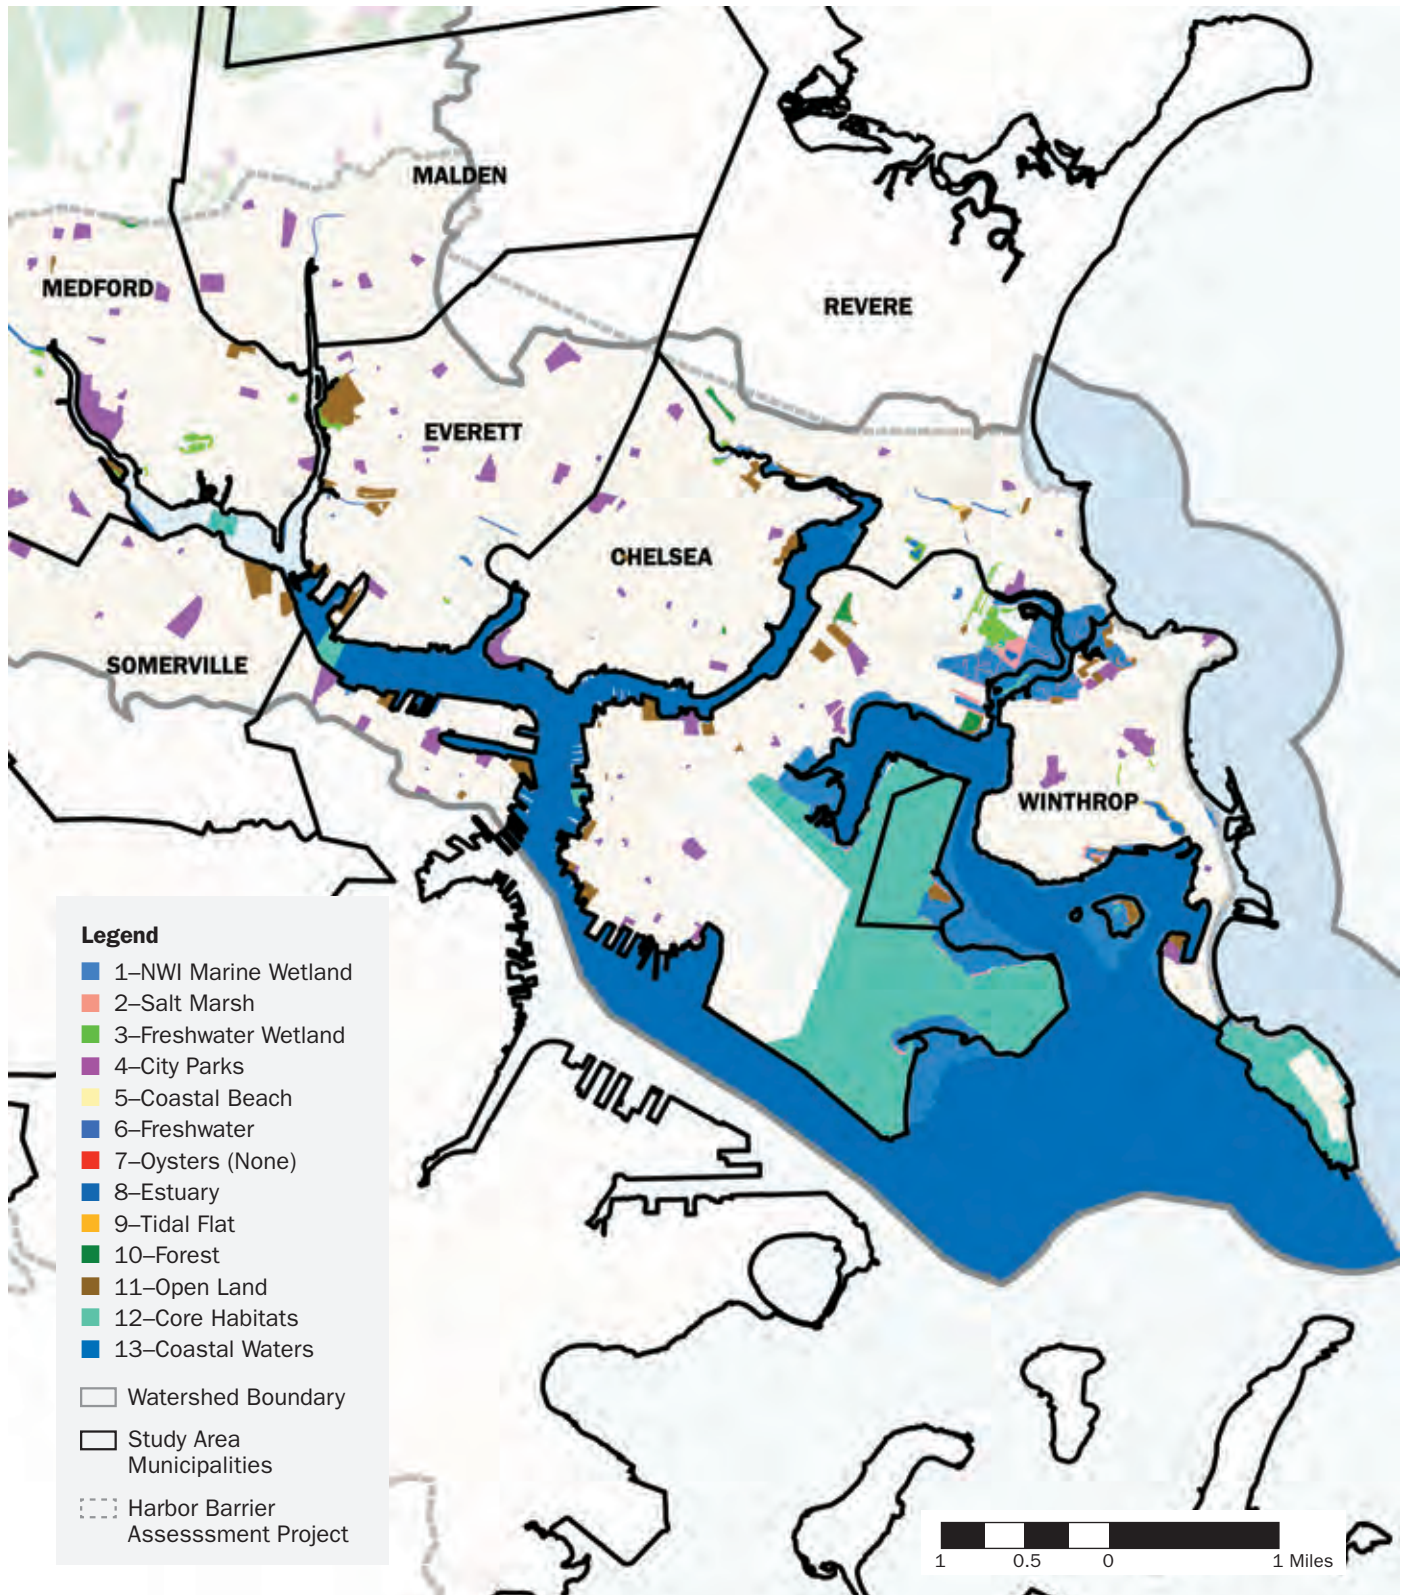 MALDEN
MEDFORD
REVERE
EVERETT
CHELSEA
SOMERVILLE
WINTHROP
Legend
1–NWI Marine Wetland
2–Salt Marsh
3–Freshwater Wetland
4–City Parks
5–Coastal Beach
6–Freshwater
7–Oysters (None)
8–Estuary
9–Tidal Flat
10–Forest
11–Open Land
12–Core Habitats
13–Coastal Waters
Watershed Boundary
Study Area
Municipalities
Harbor Barrier
Assesssment Project
1 0.5 0 1 Miles